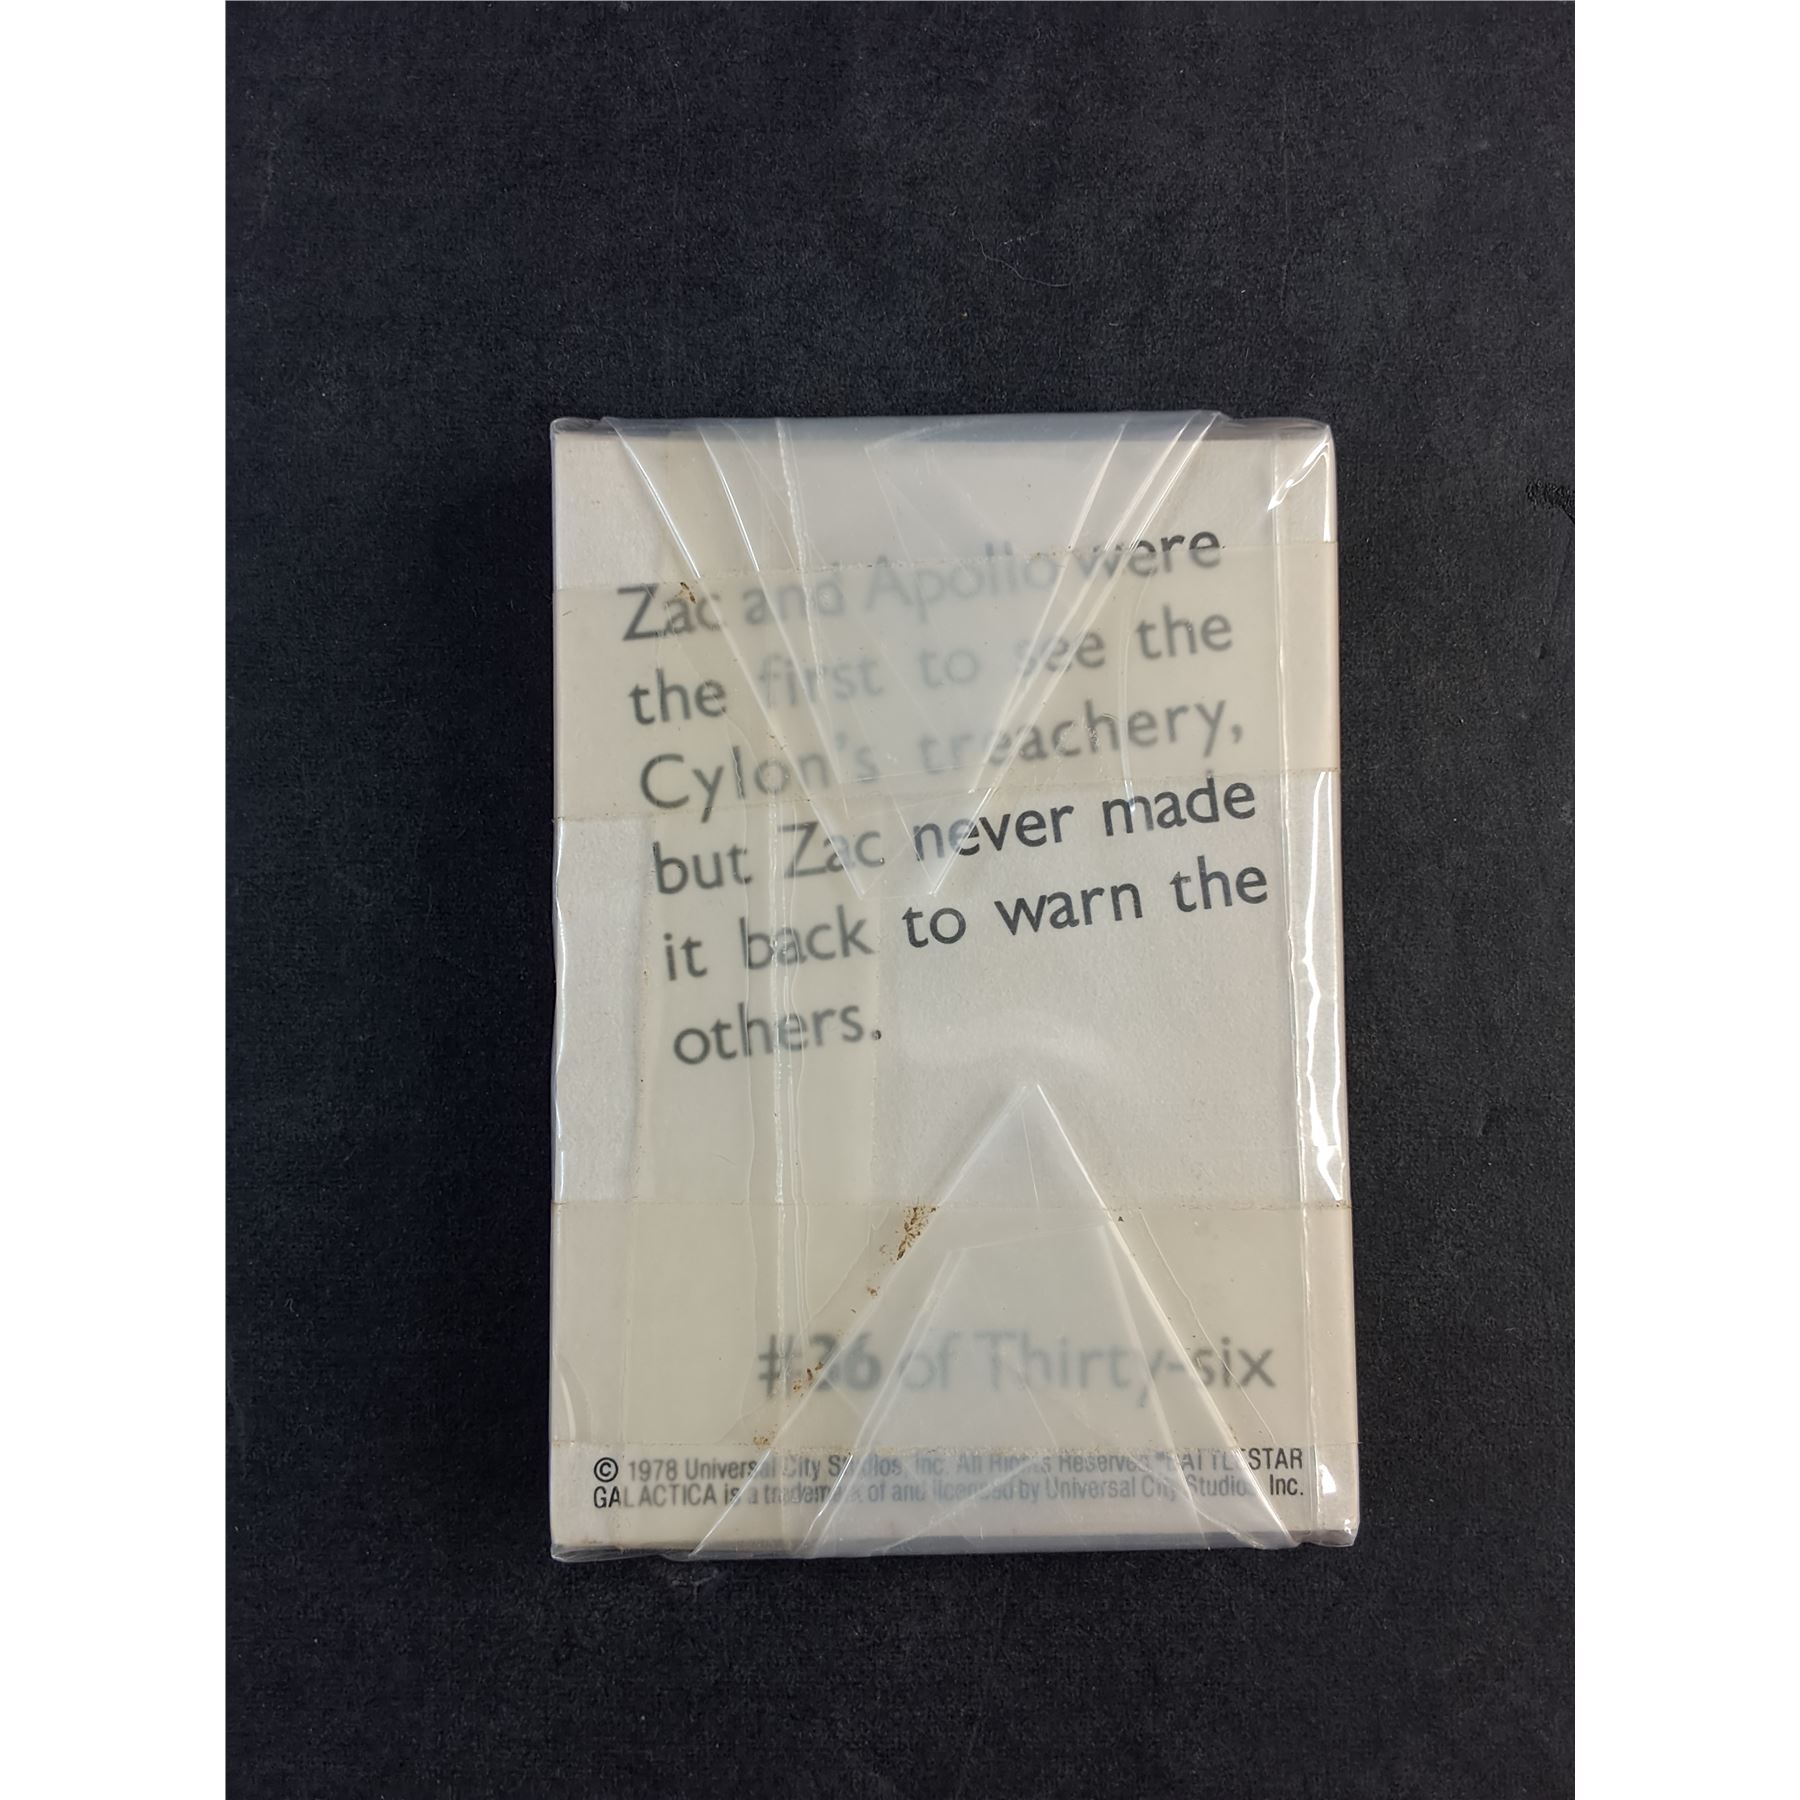 Zac and Apollo were
the first to see the
Cylon's treachery,
but Zac never made
it back to warn the
others.
#36 of Thirty-six
© 1978 Universal City Studios, Inc. All Rights Reserved. "BATTLESTAR
GALACTICA is a trademark of and licensed by Universal City Studios, Inc.